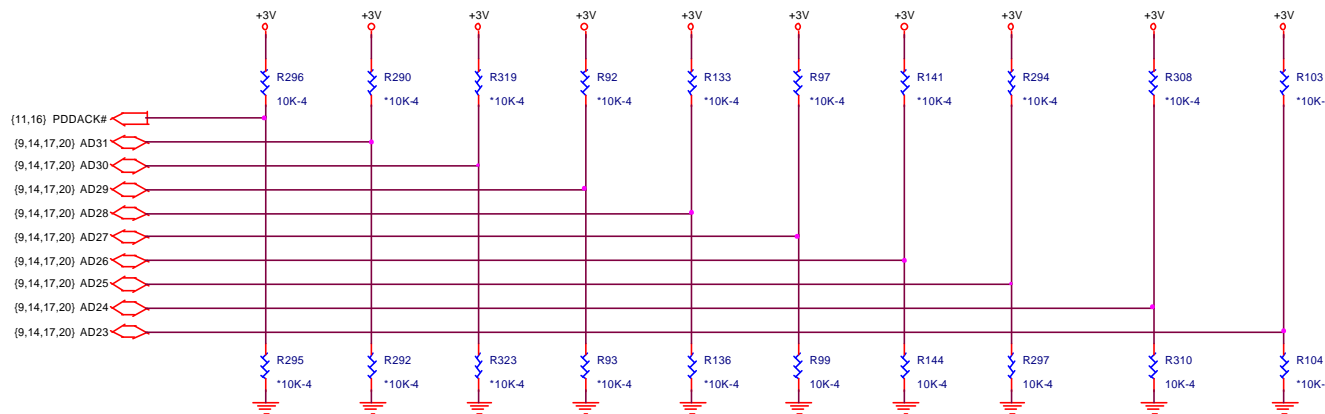 +3V +3V +3V +3V +3V +3V +3V +3V +3V +3V
R296 R290 R319 R92 R133 R97 R141 R294 R308 R103
10K-4 *10K-4 *10K-4 *10K-4 *10K-4 *10K-4 *10K-4 *10K-4 *10K-4 *10K-
{11,16} PDDACK#
{9,14,17,20} AD31
{9,14,17,20} AD30
{9,14,17,20} AD29
{9,14,17,20} AD28
{9,14,17,20} AD27
{9,14,17,20} AD26
{9,14,17,20} AD25
{9,14,17,20} AD24
{9,14,17,20} AD23
R295 R292 R323 R93 R136 R99 R144 R297 R310 R104
*10K-4 *10K-4 *10K-4 *10K-4 *10K-4 10K-4 10K-4 *10K-4 10K-4 *10K-